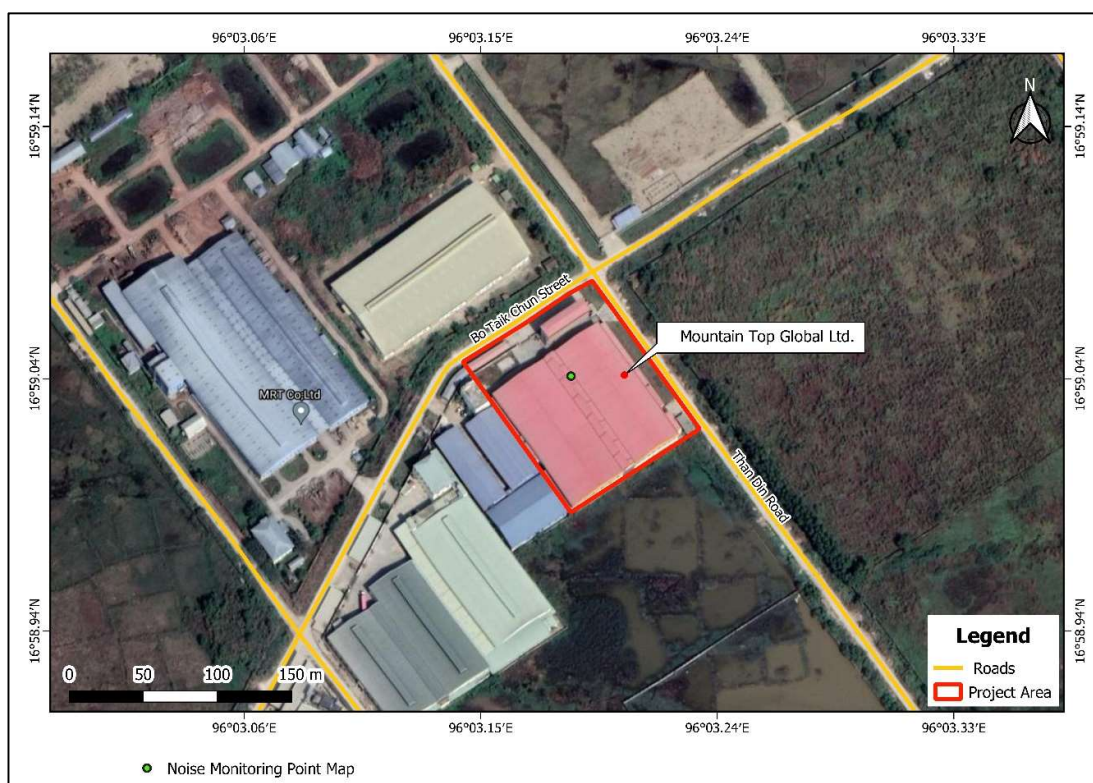 96°03.06'E 96°03.15'E 96°03.24'E 96°03.33'E
16°59.14'N
16°59.14'N
N
Bo Taik Chun Street
Mountain Top Global Ltd.
16°59.04'N
16°59.04'N
MRT Co;Ltd
Than Din Road
16°58.94'N
16°58.94'N
Legend
Roads
Project Area
0 50 100 150 m
96°03.06'E 96°03.15'E 96°03.24'E 96°03.33'E
Noise Monitoring Point Map